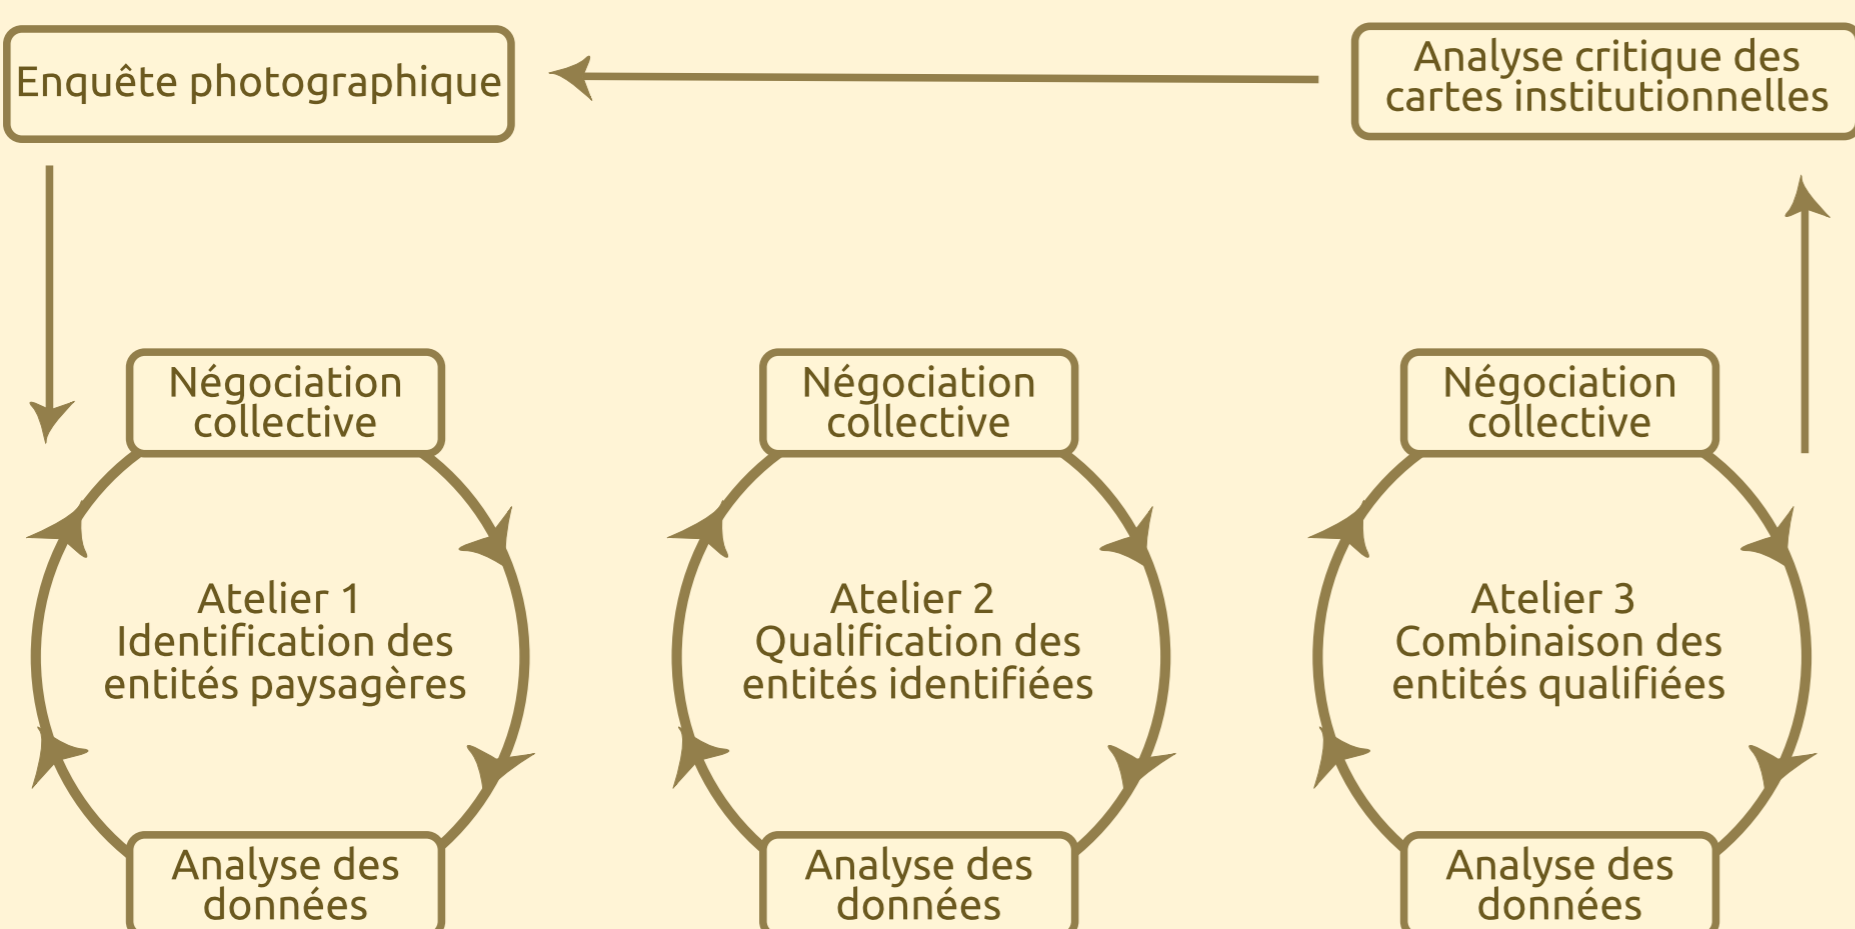 Enquête photographique
Analyse critique des
cartes institutionnelles
Négociation
collective
Négociation
collective
Négociation
collective
Atelier 1
Identification des
entités paysagères
Atelier 2
Qualification des
entités identifiées
Atelier 3
Combinaison des
entités qualifiées
Analyse des
données
Analyse des
données
Analyse des
données